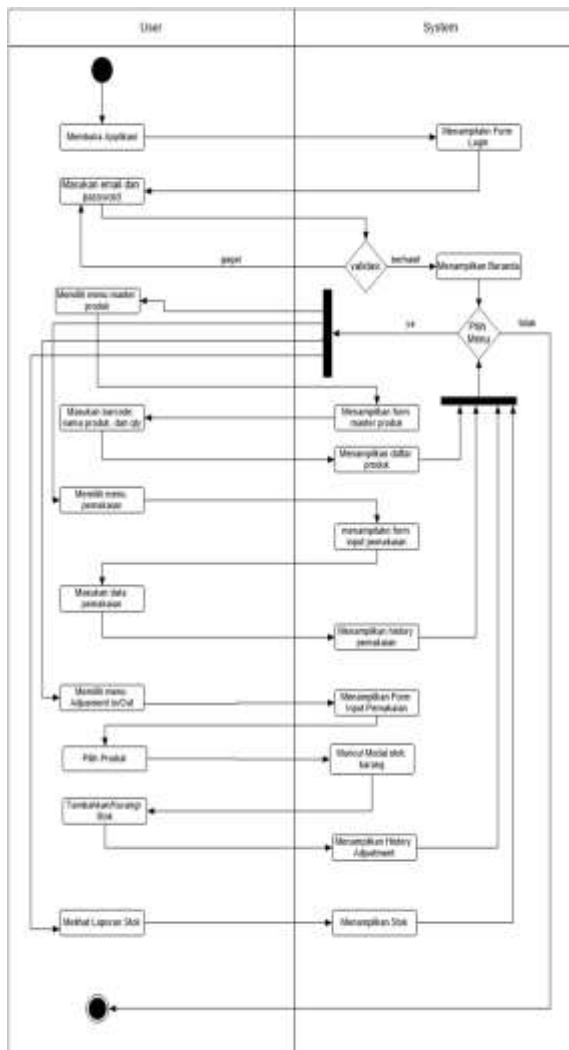 User
System
Membuka Applikasi
Menampilakn Form
Login
Masukan email dan
password
gagal
validasi
berhasil
Menampilkan Beranda
Memilih menu master
produk
ya
Pilih
Menu
tidak
Masukan barcode,
nama produk, dan qty
Menampilkan form
master produk
Menampilkan daftar
produk
Memilih menu
pemakaian
menampilakn form
input pemakaian
Masukan data
pemakaian
Menampilkan history
pemakaian
Memilih menu
Adjusment In/Out
Menampilkan Form
Input Pemakaian
Pilih Produk
Muncul Modal stok
barang
Tambahkan/kurangi
Stok
Menampilkan History
Adjustment
Melihat Laporan Stok
Menampilkan Stok